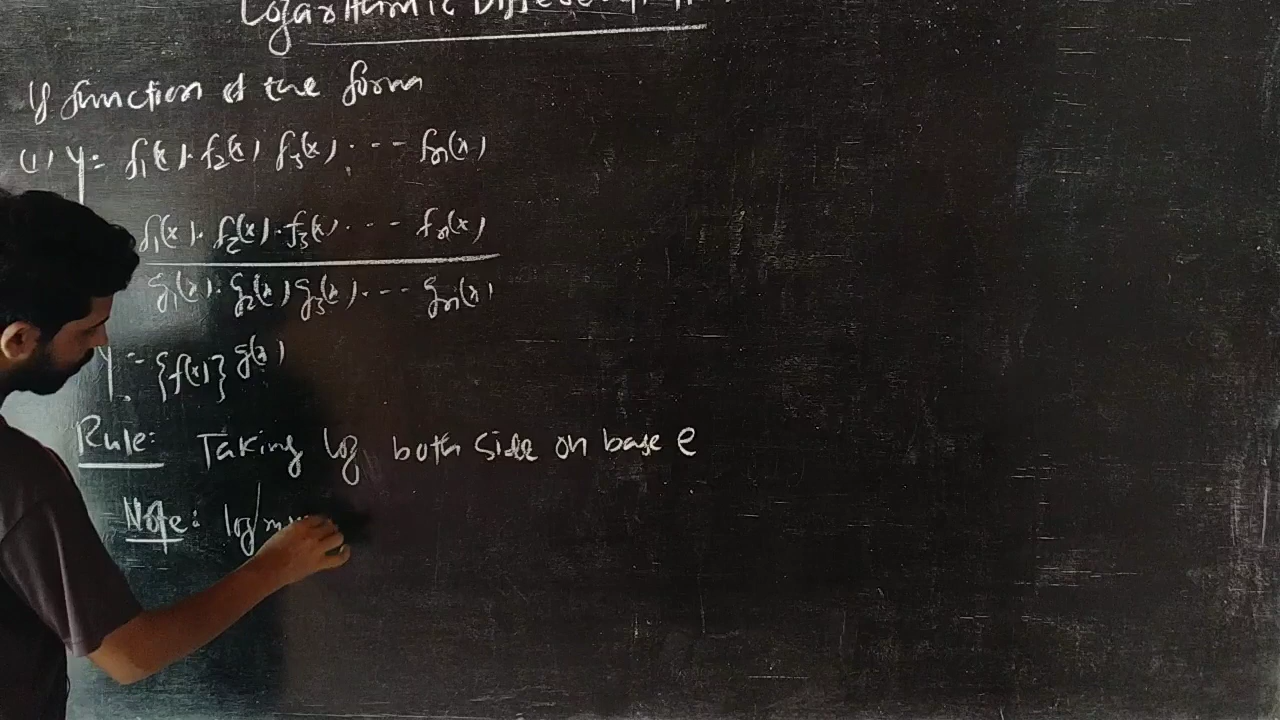 Logarithmic
If function of the form
(1) y = f₁(x).f₂(x) f₃(x).--- fₙ(x)
f₁(x).f₂(x).f₃(x).--- fₙ(x)
g₁(x).g₂(x) g₃(x).--- gₙ(x)
y = {f(x)} g(x)
Rule: Taking log both side on base e
Note: log